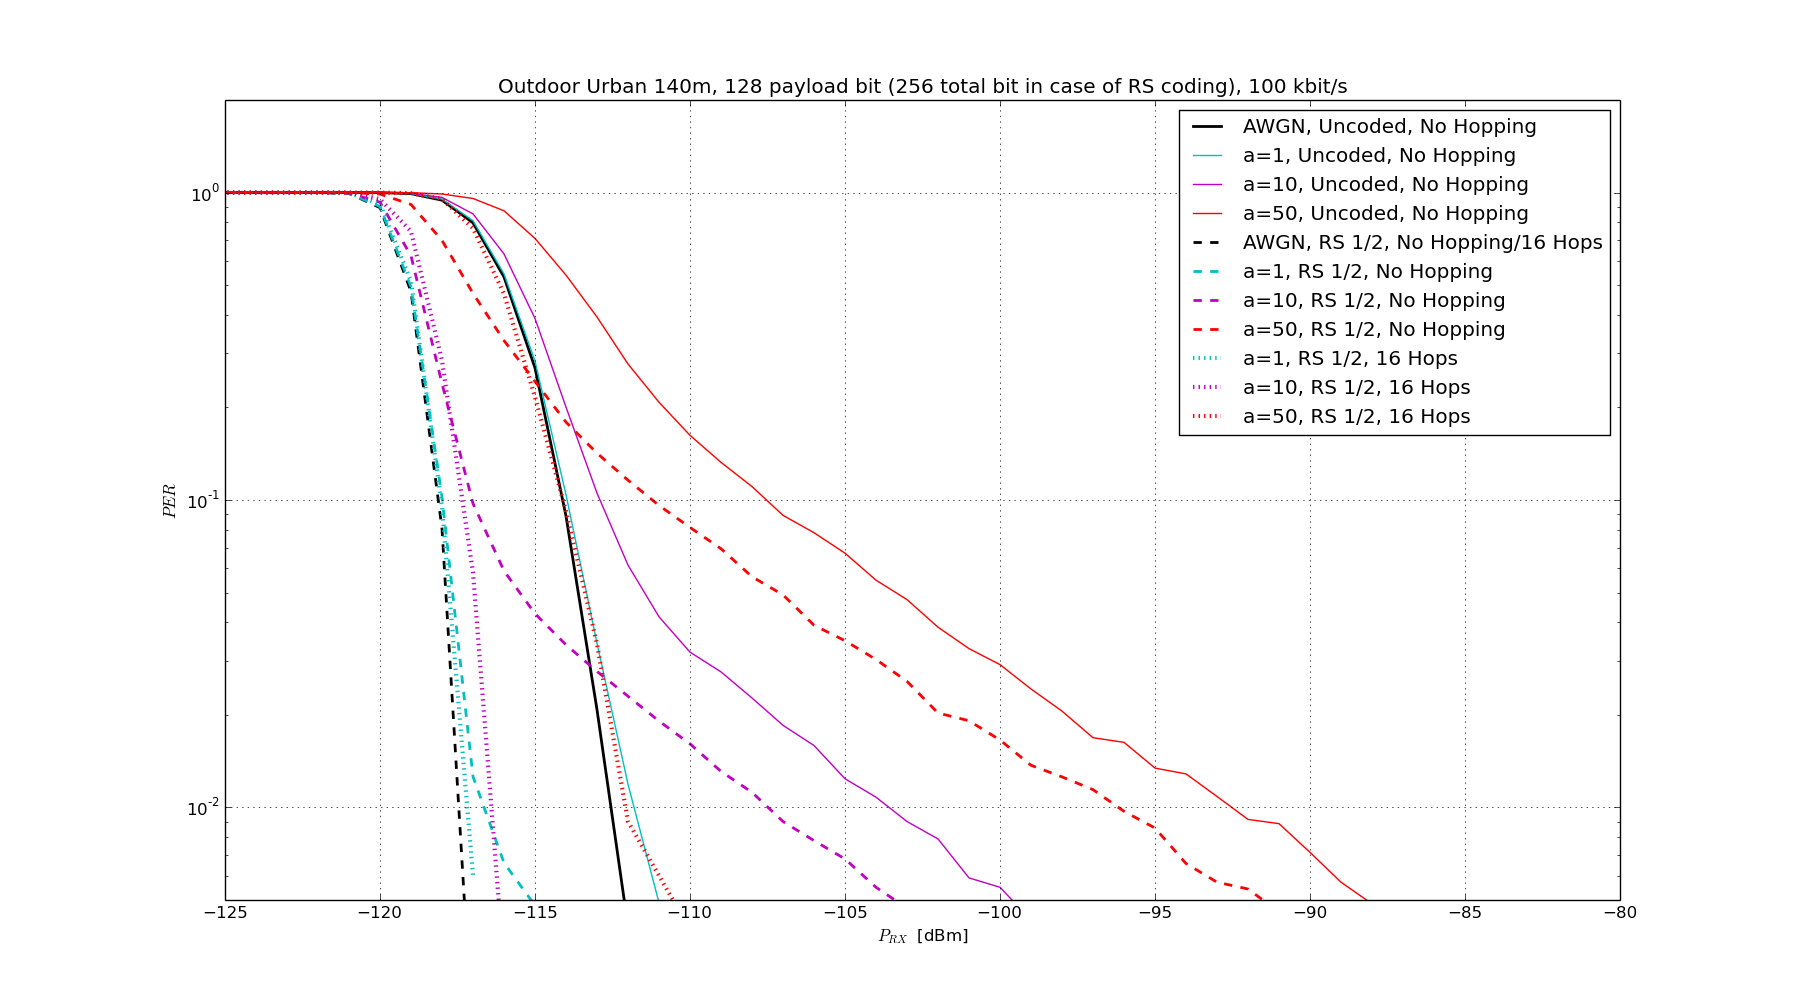 Outdoor Urban 140m, 128 payload bit (256 total bit in case of RS coding), 100 kbit/s
AWGN, Uncoded, No Hopping
a=1, Uncoded, No Hopping
a=10, Uncoded, No Hopping
a=50, Uncoded, No Hopping
AWGN, RS 1/2, No Hopping/16 Hops
a=1, RS 1/2, No Hopping
a=10, RS 1/2, No Hopping
a=50, RS 1/2, No Hopping
a=1, RS 1/2, 16 Hops
a=10, RS 1/2, 16 Hops
a=50, RS 1/2, 16 Hops
10^0
10^-1
10^-2
PER
−125 −120 −115 −110 −105 −100 −95 −90 −85 −80
P_RX [dBm]